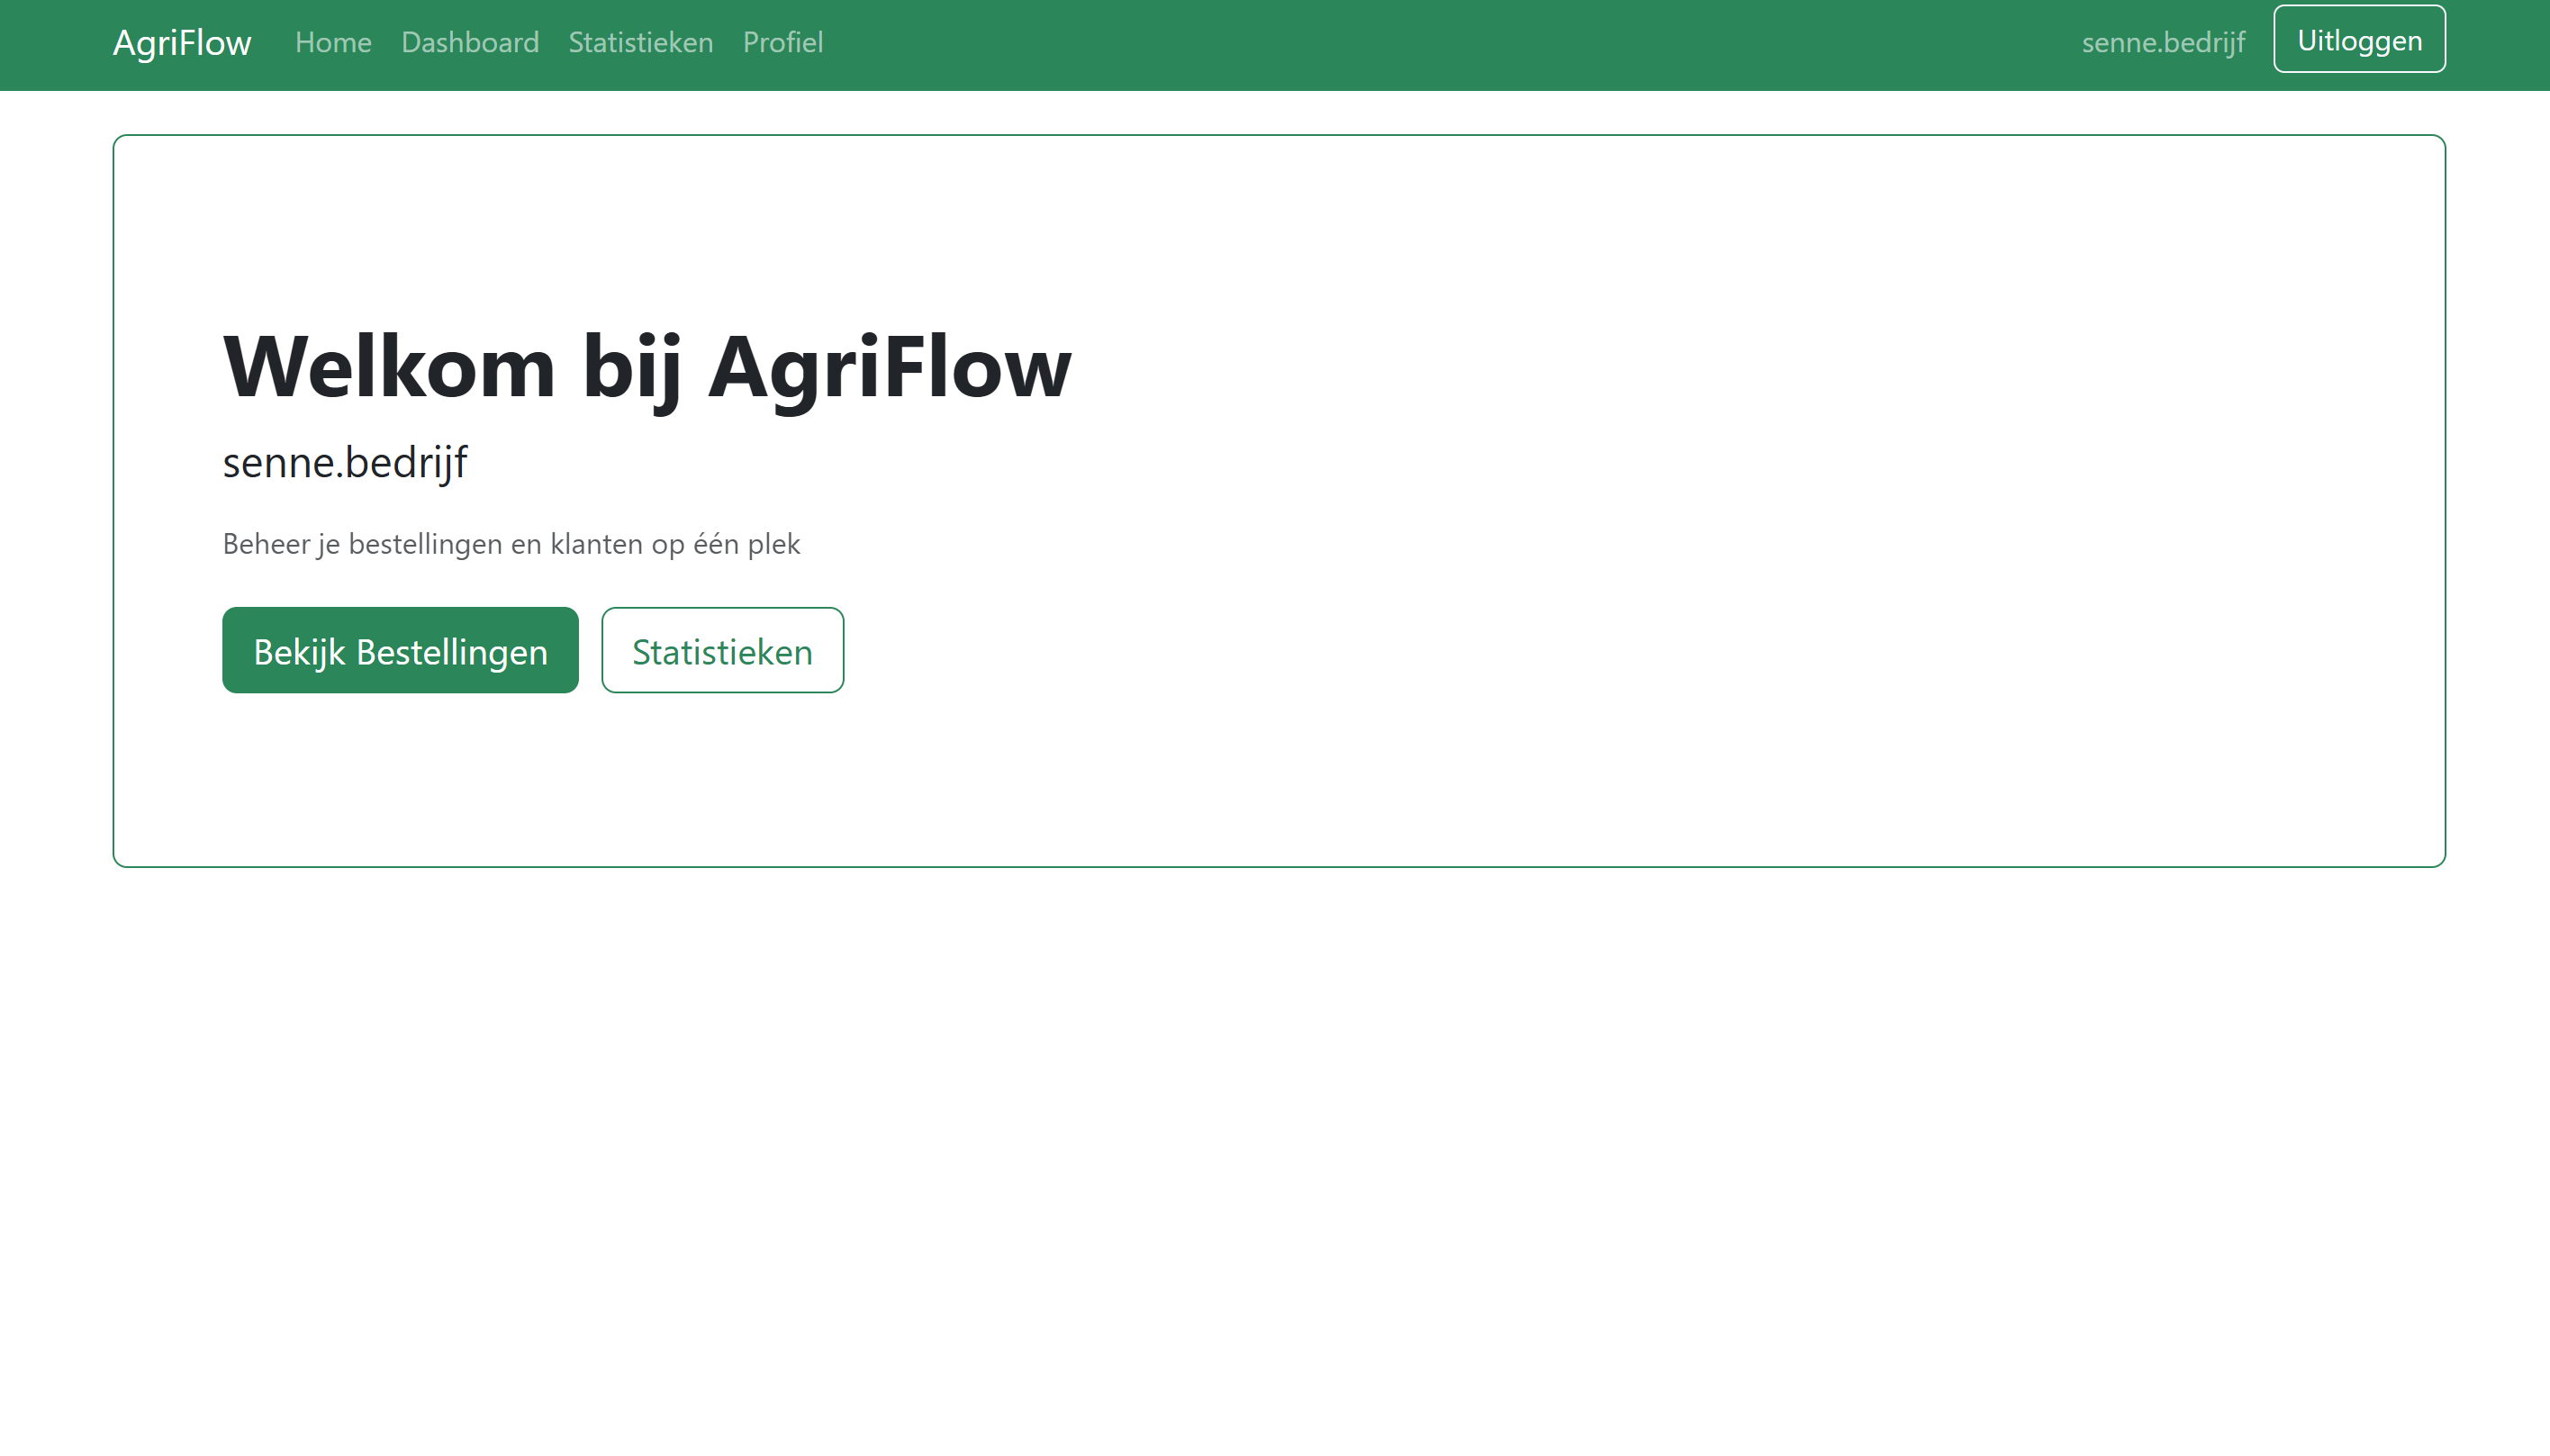 AgriFlow Home Dashboard Statistieken Profiel senne.bedrijf Uitloggen
Welkom bij AgriFlow
senne.bedrijf
Beheer je bestellingen en klanten op één plek
Bekijk Bestellingen Statistieken